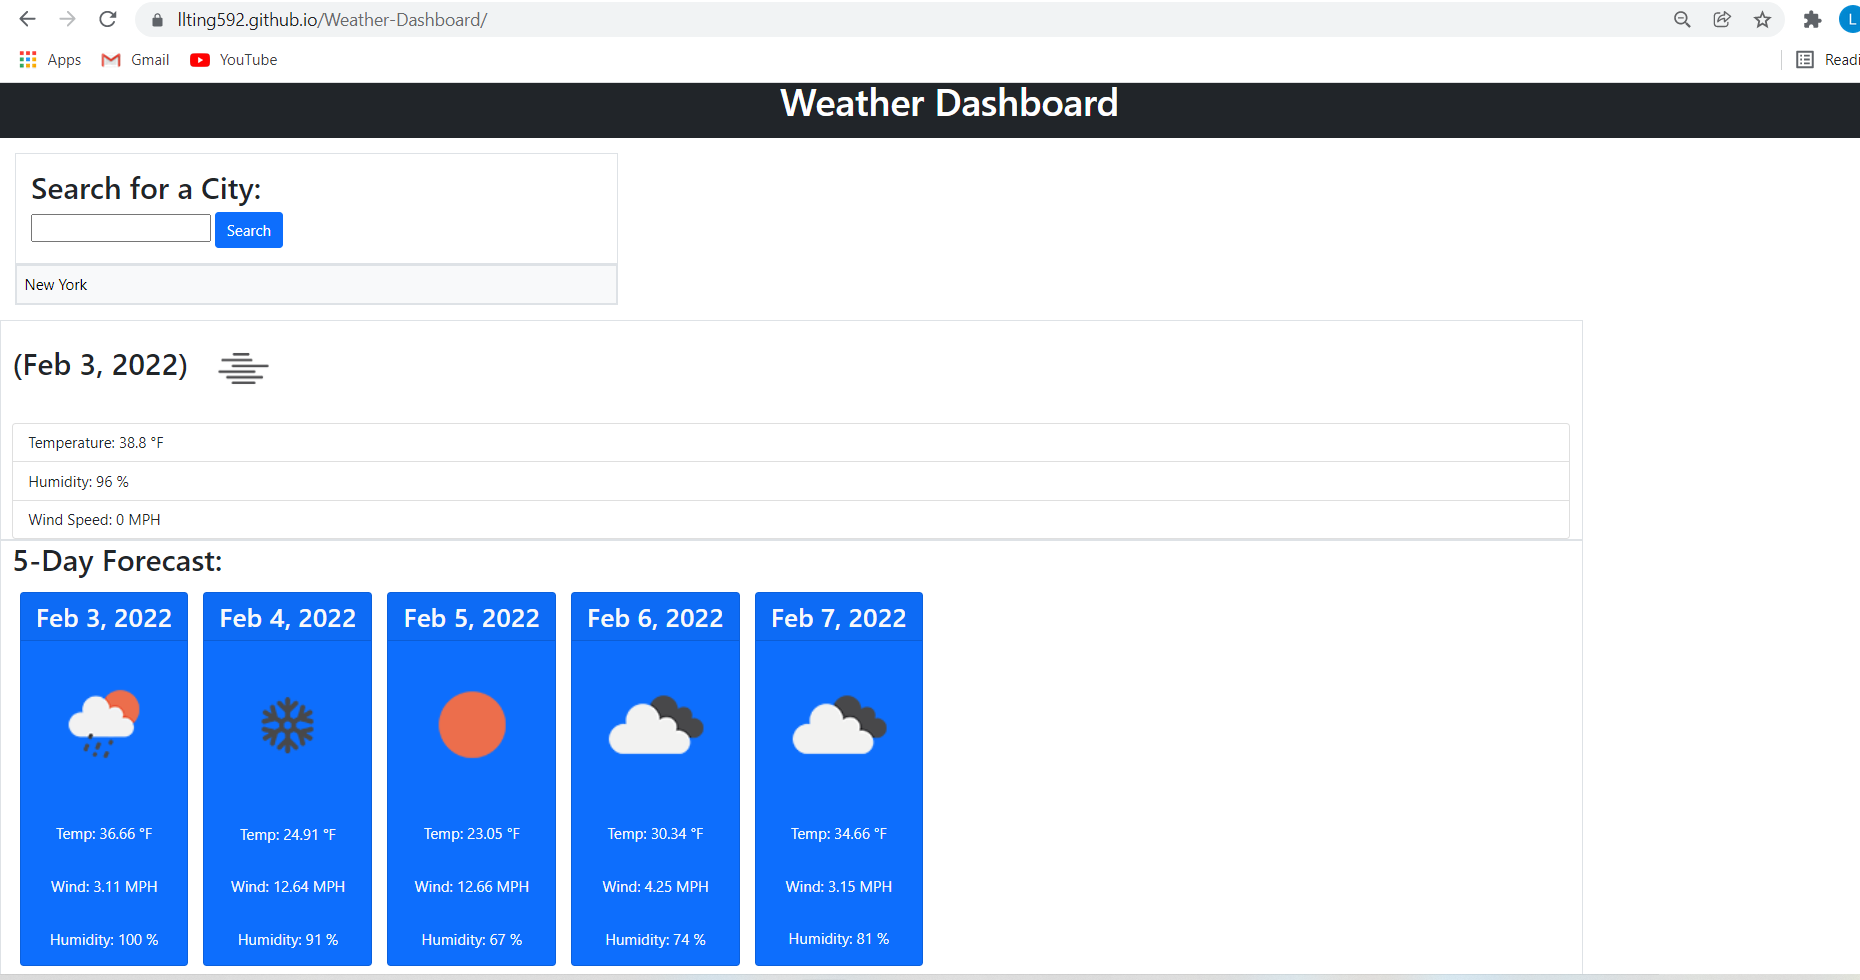 llting592.github.io/Weather-Dashboard/
L
Apps Gmail YouTube
Readi
Weather Dashboard
Search for a City:
Search
New York
(Feb 3, 2022)
Temperature: 38.8 °F
Humidity: 96 %
Wind Speed: 0 MPH
5-Day Forecast:
Feb 3, 2022 Feb 4, 2022 Feb 5, 2022 Feb 6, 2022 Feb 7, 2022
Temp: 36.66 °F Temp: 24.91 °F Temp: 23.05 °F Temp: 30.34 °F Temp: 34.66 °F
Wind: 3.11 MPH Wind: 12.64 MPH Wind: 12.66 MPH Wind: 4.25 MPH Wind: 3.15 MPH
Humidity: 100 % Humidity: 91 % Humidity: 67 % Humidity: 74 % Humidity: 81 %